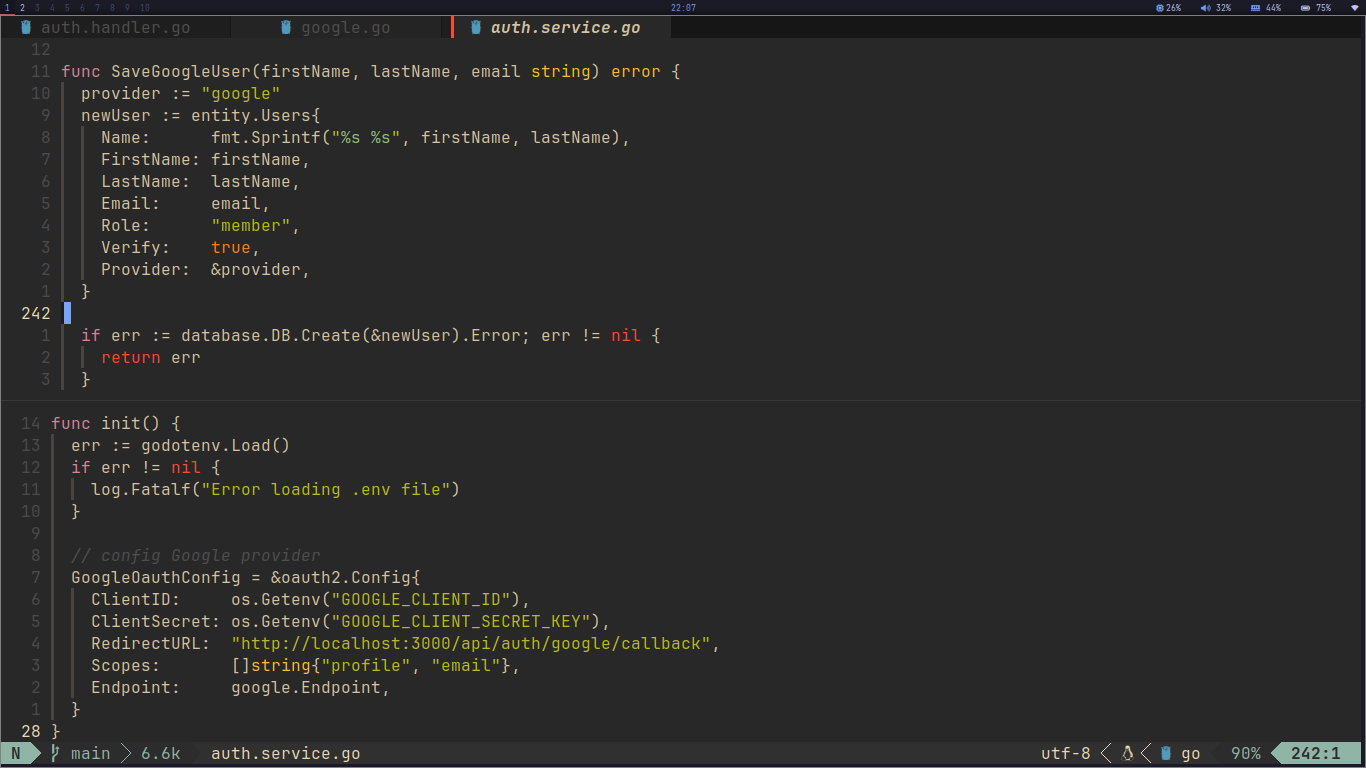 1 2 3 4 5 6 7 8 9 10 22:07 26% 32% 44% 75%
auth.handler.go google.go auth.service.go
12
11 func SaveGoogleUser(firstName, lastName, email string) error {
10 provider := "google"
9 newUser := entity.Users{
8 Name: fmt.Sprintf("%s %s", firstName, lastName),
7 FirstName: firstName,
6 LastName: lastName,
5 Email: email,
4 Role: "member",
3 Verify: true,
2 Provider: &provider,
1 }
242
1 if err := database.DB.Create(&newUser).Error; err != nil {
2 return err
3 }
14 func init() {
13 err := godotenv.Load()
12 if err != nil {
11 log.Fatalf("Error loading .env file")
10 }
9
8 // config Google provider
7 GoogleOauthConfig = &oauth2.Config{
6 ClientID: os.Getenv("GOOGLE_CLIENT_ID"),
5 ClientSecret: os.Getenv("GOOGLE_CLIENT_SECRET_KEY"),
4 RedirectURL: "http://localhost:3000/api/auth/google/callback",
3 Scopes: []string{"profile", "email"},
2 Endpoint: google.Endpoint,
1 }
28 }
N main 6.6k auth.service.go utf-8 go 90% 242:1